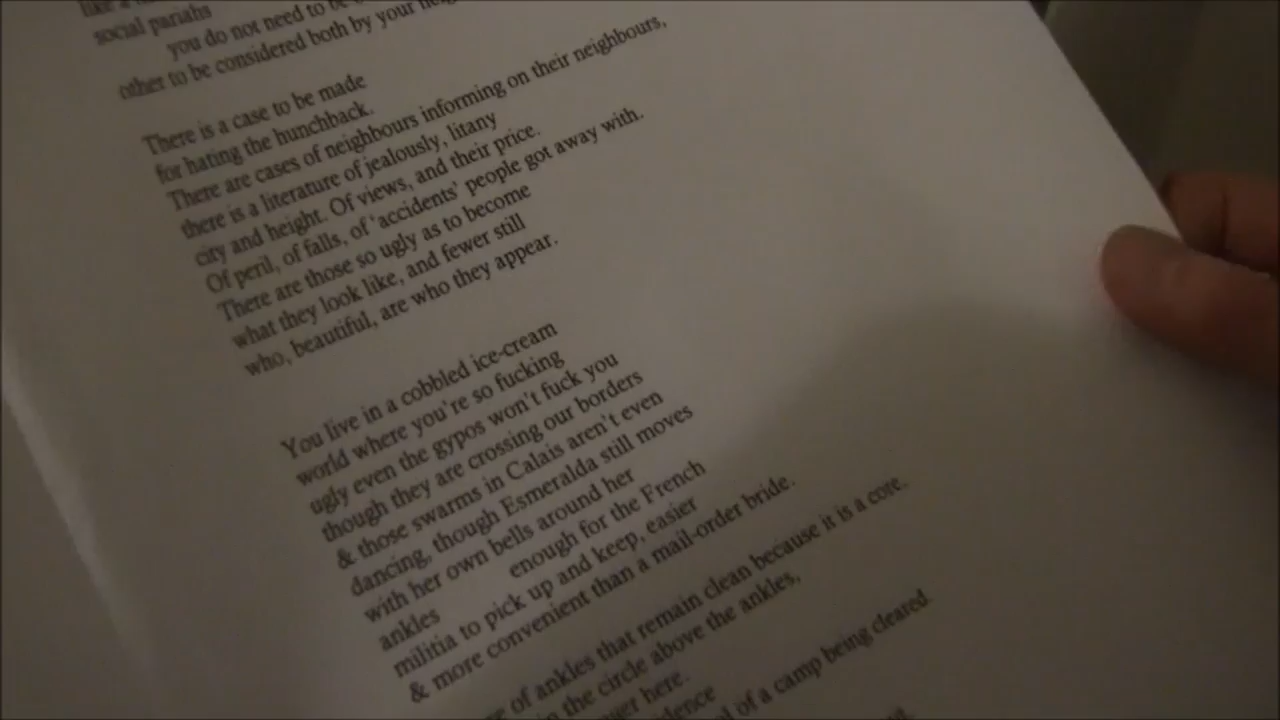 social pariahs
you do not need to be
other to be considered both by your
There is a case to be made
for hating the hunchback.
There are cases of neighbours informing on their neighbours,
there is a literature of jealously, litany
city and height. Of views, and their price.
Of peril, of falls, of ‘accidents’ people got away with.
There are those so ugly as to become
what they look like, and fewer still
who, beautiful, are who they appear.
You live in a cobbled ice-cream
world where you're so fucking
ugly even the gypos won't fuck you
though they are crossing our borders
& those swarms in Calais aren't even
dancing, though Esmeralda still moves
with her own bells around her
ankles enough for the French
militia to pick up and keep, easier
& more convenient than a mail-order bride.
of ankles that remain clean because it is a core.
the circle above the ankles,
here.
of a camp being cleared.